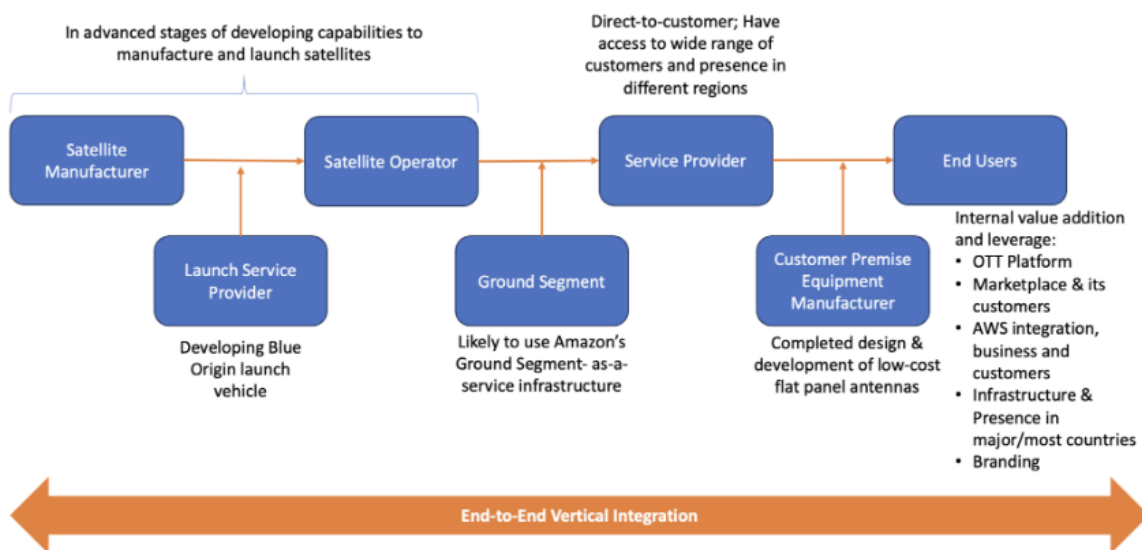 In advanced stages of developing capabilities to
manufacture and launch satellites
Direct-to-customer; Have
access to wide range of
customers and presence in
different regions
Satellite
Manufacturer
Satellite Operator
Service Provider
End Users
Launch Service
Provider
Ground Segment
Customer Premise
Equipment
Manufacturer
Developing Blue
Origin launch
vehicle
Likely to use Amazon's
Ground Segment- as-a-
service infrastructure
Completed design &
development of low-cost
flat panel antennas
Internal value addition
and leverage:
• OTT Platform
• Marketplace & its
customers
• AWS integration,
business and
customers
• Infrastructure &
Presence in
major/most countries
• Branding
End-to-End Vertical Integration